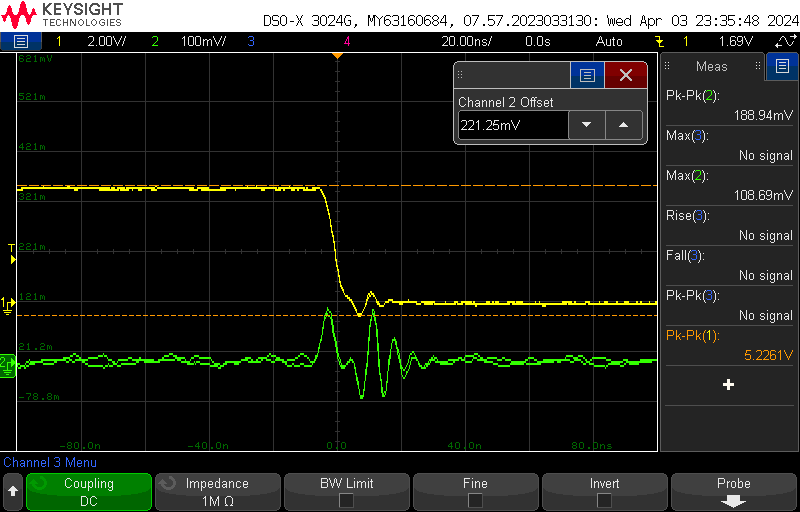 KEYSIGHT
TECHNOLOGIES
DSO-X 3024G, MY63160684, 07.57.2023033130: Wed Apr 03 23:35:48 2024
1 2.00V/ 2 100mV/ 3 4 20.00ns/ 0.0s Auto 1 1.69V
621mV
521m
421m
321m
221m
121m
21.2m
-78.8m
T
1
2
-80.0n -40.0n 0.0 40.0n 80.0ns
Channel 2 Offset
221.25mV
Meas
Pk-Pk(2):
188.94mV
Max(3):
No signal
Max(2):
108.69mV
Rise(3):
No signal
Fall(3):
No signal
Pk-Pk(3):
No signal
Pk-Pk(1):
5.2261V
Channel 3 Menu
Coupling
DC
Impedance
1M Ω
BW Limit
Fine
Invert
Probe